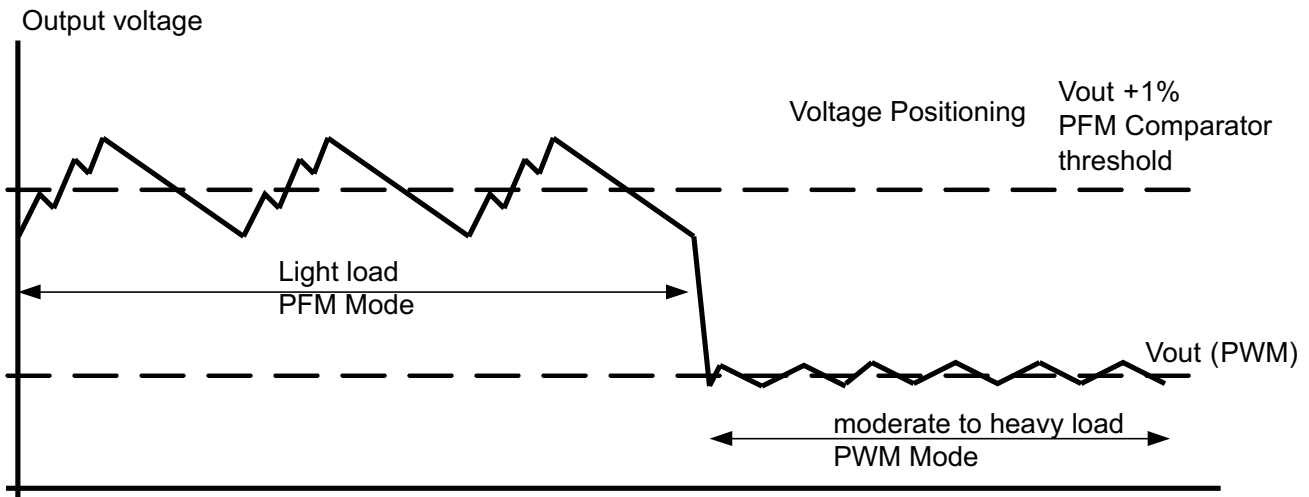 Output voltage
Voltage Positioning
Vout +1%
PFM Comparator
threshold
Light load
PFM Mode
Vout (PWM)
moderate to heavy load
PWM Mode